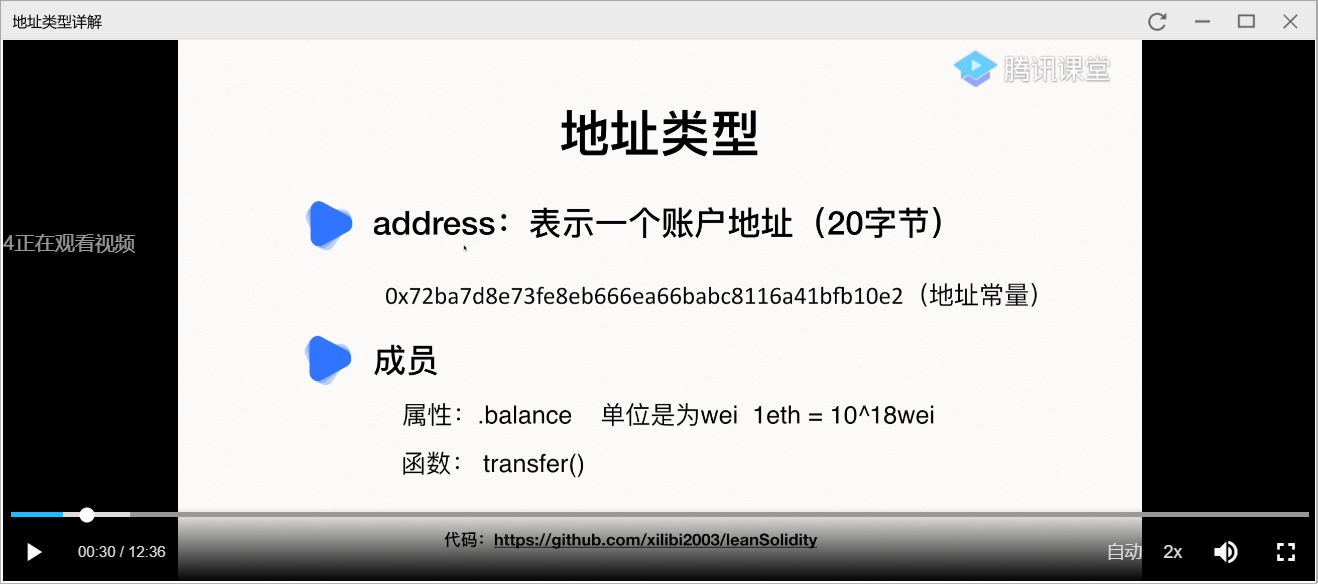 地址类型详解
腾讯课堂
地址类型
address：表示一个账户地址（20字节）
4正在观看视频
0x72ba7d8e73fe8eb666ea66babc8116a41bfb10e2（地址常量）
成员
属性：.balance 单位是为wei 1eth = 10^18wei
函数： transfer()
代码：https://github.com/xilibi2003/leanSolidity
00:30 / 12:36
自动 2x